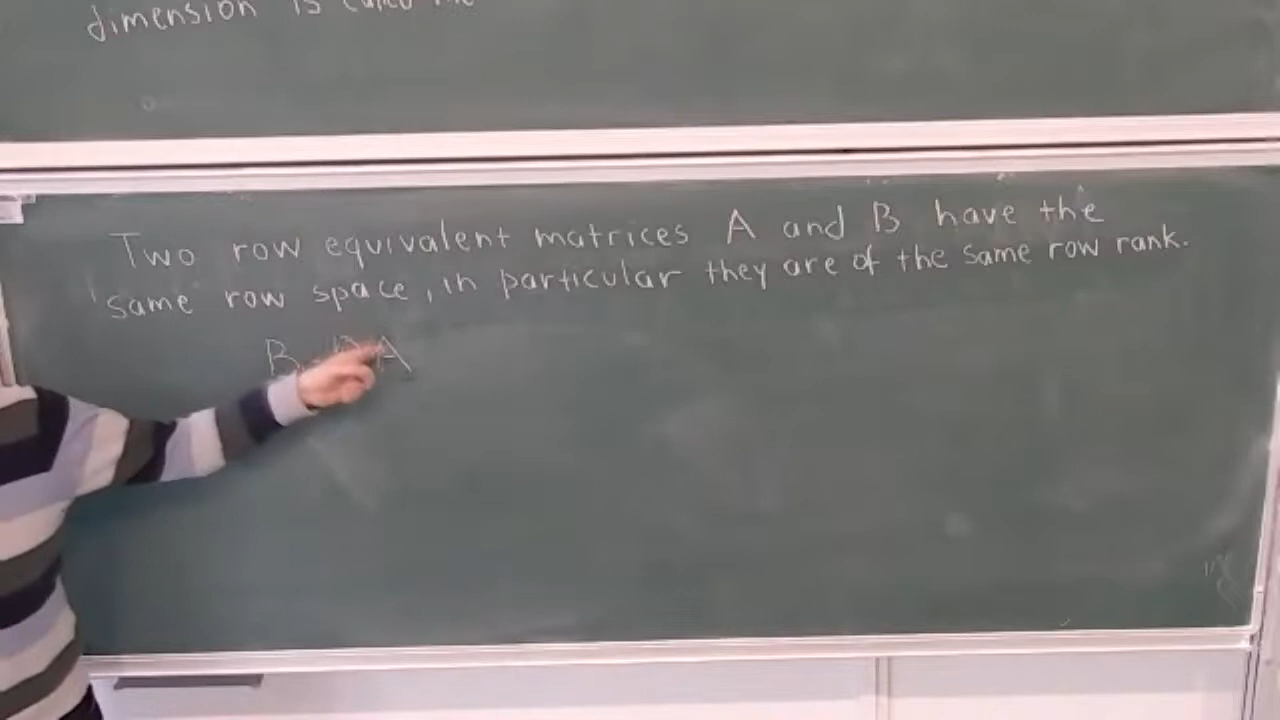 dimension is called the
Two row equivalent matrices A and B have the
same row space, in particular they are of the same row rank.
B A